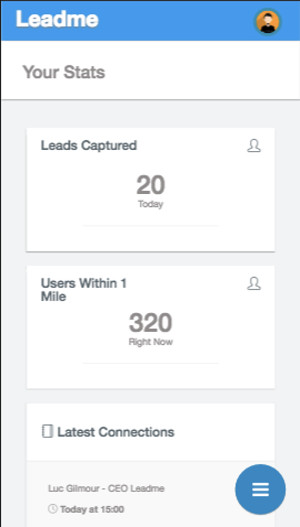 Leadme
Your Stats
Leads Captured
20
Today
Users Within 1
Mile
320
Right Now
Latest Connections
Luc Gilmour - CEO Leadme
Today at 15:00